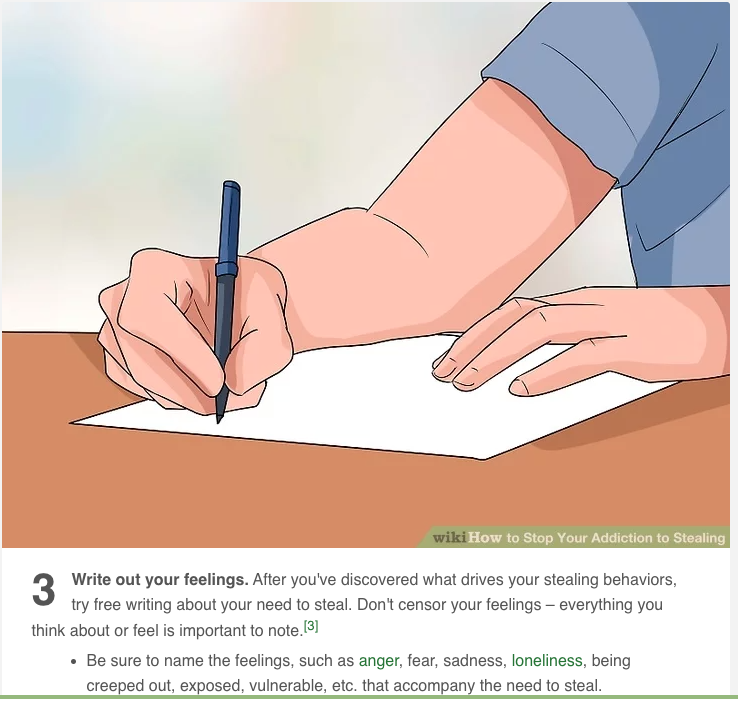 wikiHow to Stop Your Addiction to Stealing
3 Write out your feelings. After you've discovered what drives your stealing behaviors,
try free writing about your need to steal. Don't censor your feelings – everything you
think about or feel is important to note.[3]
• Be sure to name the feelings, such as anger, fear, sadness, loneliness, being
creeped out, exposed, vulnerable, etc. that accompany the need to steal.